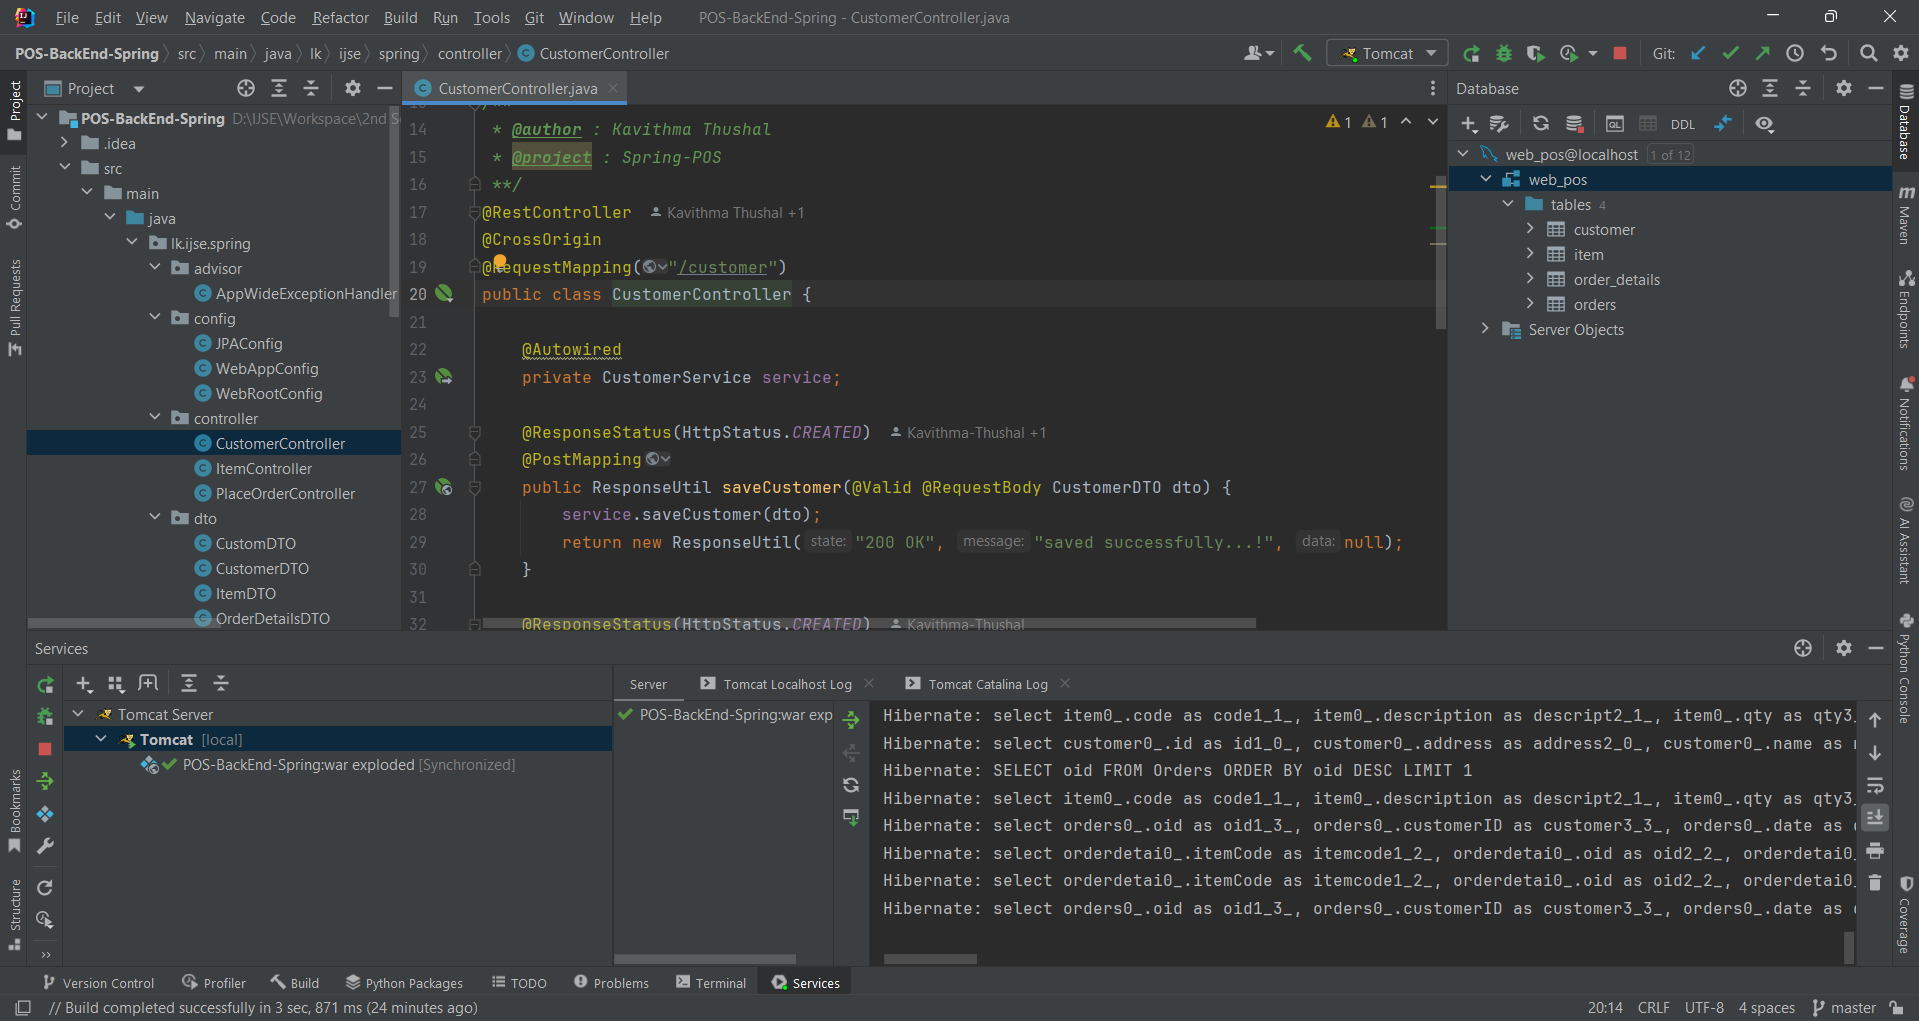 File Edit View Navigate Code Refactor Build Run Tools Git Window Help POS-BackEnd-Spring - CustomerController.java
POS-BackEnd-Spring src main java lk ijse spring controller CustomerController Tomcat Git:
Project
CustomerController.java
Database
Project
Commit
Pull Requests
Bookmarks
Structure
POS-BackEnd-Spring D:\IJSE\Workspace\2nd S
.idea
src
main
java
lk.ijse.spring
advisor
AppWideExceptionHandler
config
JPAConfig
WebAppConfig
WebRootConfig
controller
CustomerController
ItemController
PlaceOrderController
dto
CustomDTO
CustomerDTO
ItemDTO
OrderDetailsDTO
1 1
14 * @author : Kavithma Thushal
15 * @project : Spring-POS
16 **/
17 @RestController Kavithma Thushal +1
18 @CrossOrigin
19 @RequestMapping("/customer")
20 public class CustomerController {
21
22 @Autowired
23 private CustomerService service;
24
25 @ResponseStatus(HttpStatus.CREATED) Kavithma-Thushal +1
26 @PostMapping
27 public ResponseUtil saveCustomer(@Valid @RequestBody CustomerDTO dto) {
28 service.saveCustomer(dto);
29 return new ResponseUtil( state: "200 OK", message: "saved successfully...!", data: null);
30 }
31
32 @ResponseStatus(HttpStatus.CREATED) Kavithma-Thushal
QL DDL
web_pos@localhost 1 of 12
web_pos
tables 4
customer
item
order_details
orders
Server Objects
Database
Maven
Endpoints
Notifications
AI Assistant
Python Console
Coverage
Services
Tomcat Server
Tomcat [local]
POS-BackEnd-Spring:war exploded [Synchronized]
Server Tomcat Localhost Log Tomcat Catalina Log
POS-BackEnd-Spring:war exp
Hibernate: select item0_.code as code1_1_, item0_.description as descript2_1_, item0_.qty as qty3_
Hibernate: select customer0_.id as id1_0_, customer0_.address as address2_0_, customer0_.name as
Hibernate: SELECT oid FROM Orders ORDER BY oid DESC LIMIT 1
Hibernate: select item0_.code as code1_1_, item0_.description as descript2_1_, item0_.qty as qty3_
Hibernate: select orders0_.oid as oid1_3_, orders0_.customerID as customer3_3_, orders0_.date as
Hibernate: select orderdetai0_.itemCode as itemcode1_2_, orderdetai0_.oid as oid2_2_, orderdetai0_
Hibernate: select orderdetai0_.itemCode as itemcode1_2_, orderdetai0_.oid as oid2_2_, orderdetai0_
Hibernate: select orders0_.oid as oid1_3_, orders0_.customerID as customer3_3_, orders0_.date as
Version Control Profiler Build Python Packages TODO Problems Terminal Services
// Build completed successfully in 3 sec, 871 ms (24 minutes ago) 20:14 CRLF UTF-8 4 spaces master